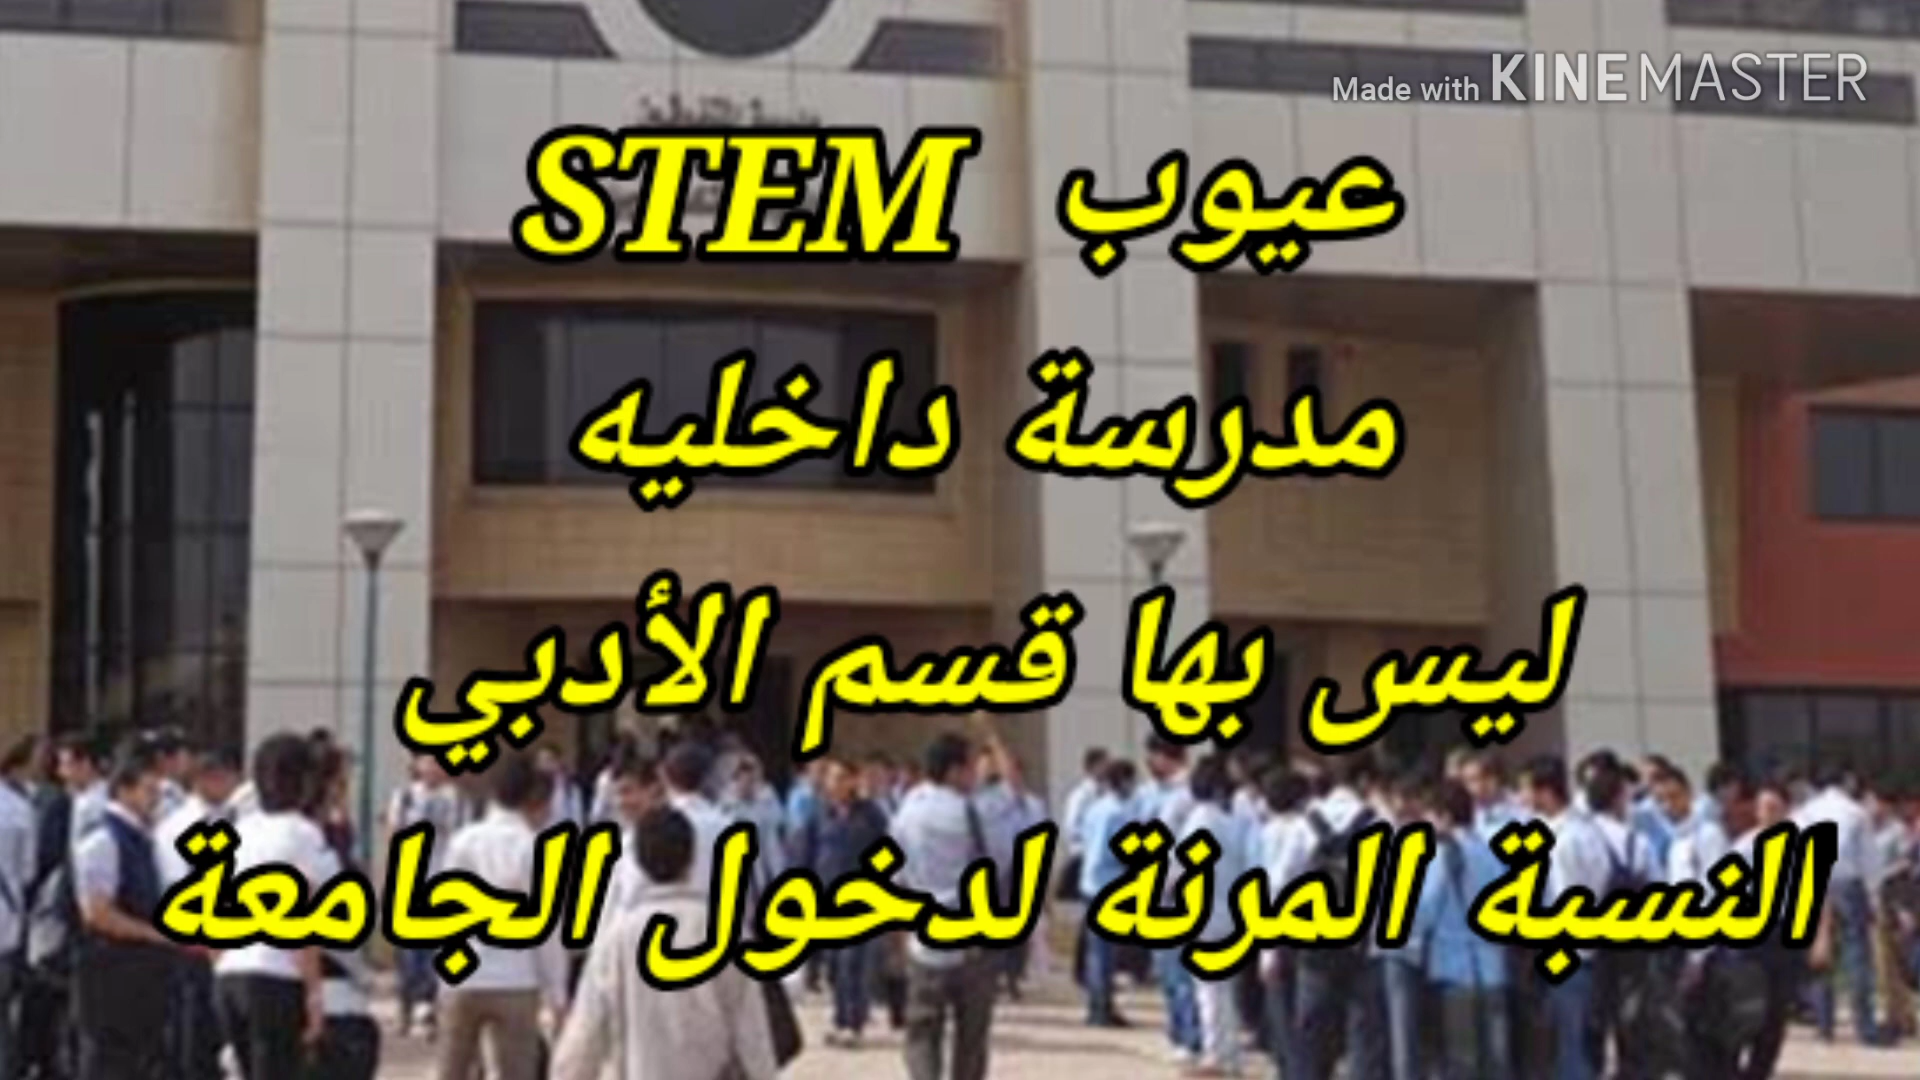 Made with KINEMASTER
عيوب STEM
مدرسة داخليه
ليس بها قسم الأدبي
النسبة المرنة لدخول الجامعة